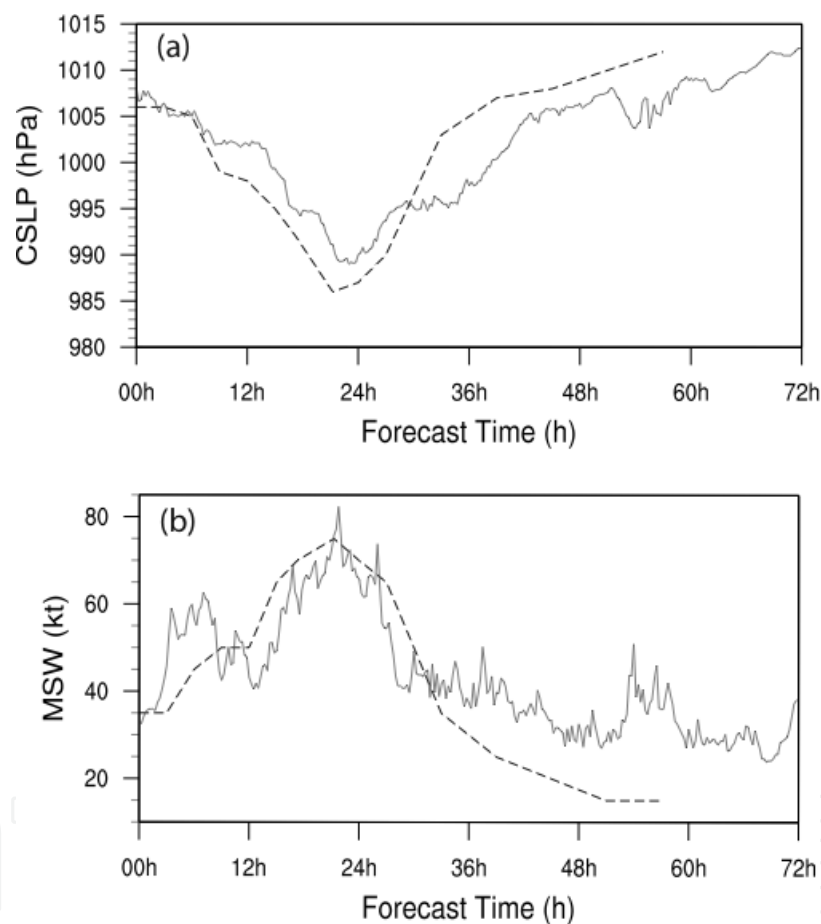 (a)
CSLP (hPa)
1015
1010
1005
1000
995
990
985
980
00h 12h 24h 36h 48h 60h 72h
Forecast Time (h)
(b)
MSW (kt)
80
60
40
20
00h 12h 24h 36h 48h 60h 72h
Forecast Time (h)